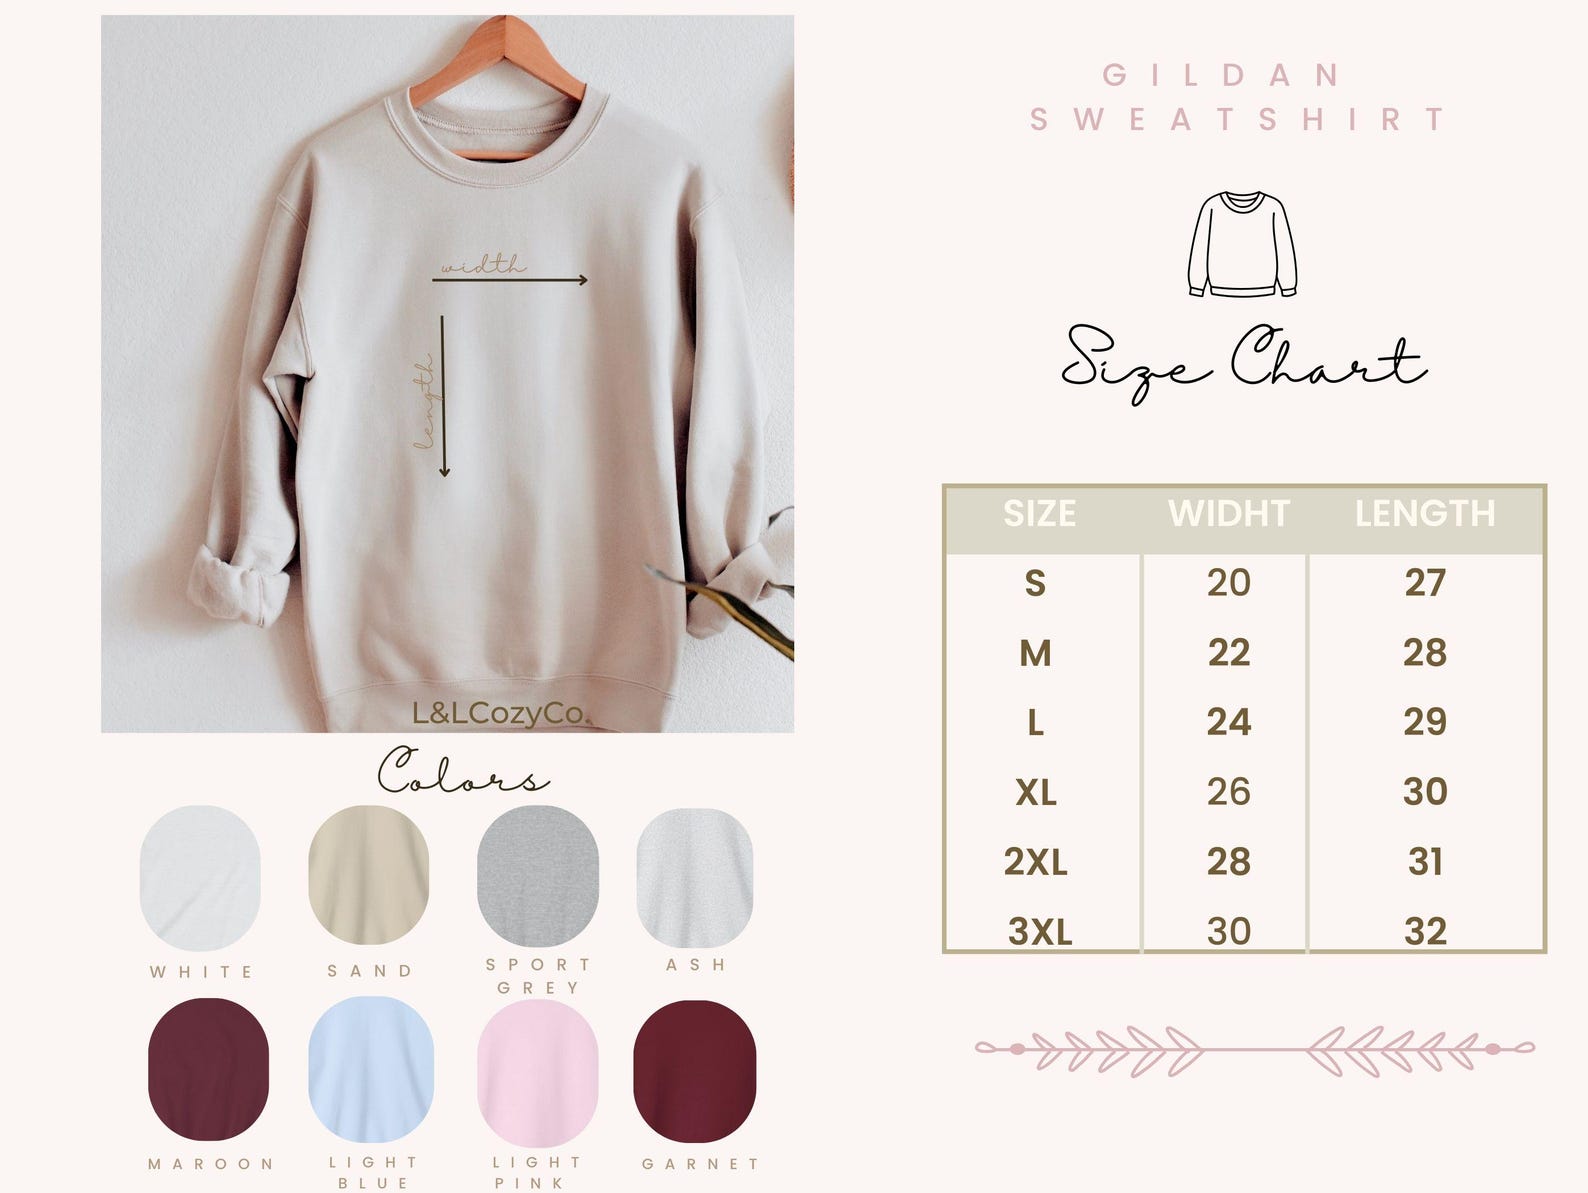 GILDAN
SWEATSHIRT
Size Chart
width
length
L&LCozyCo.
Colors
WHITE
SAND
SPORT
GREY
ASH
MAROON
LIGHT
BLUE
LIGHT
PINK
GARNET
SIZE WIDHT LENGTH
S 20 27
M 22 28
L 24 29
XL 26 30
2XL 28 31
3XL 30 32